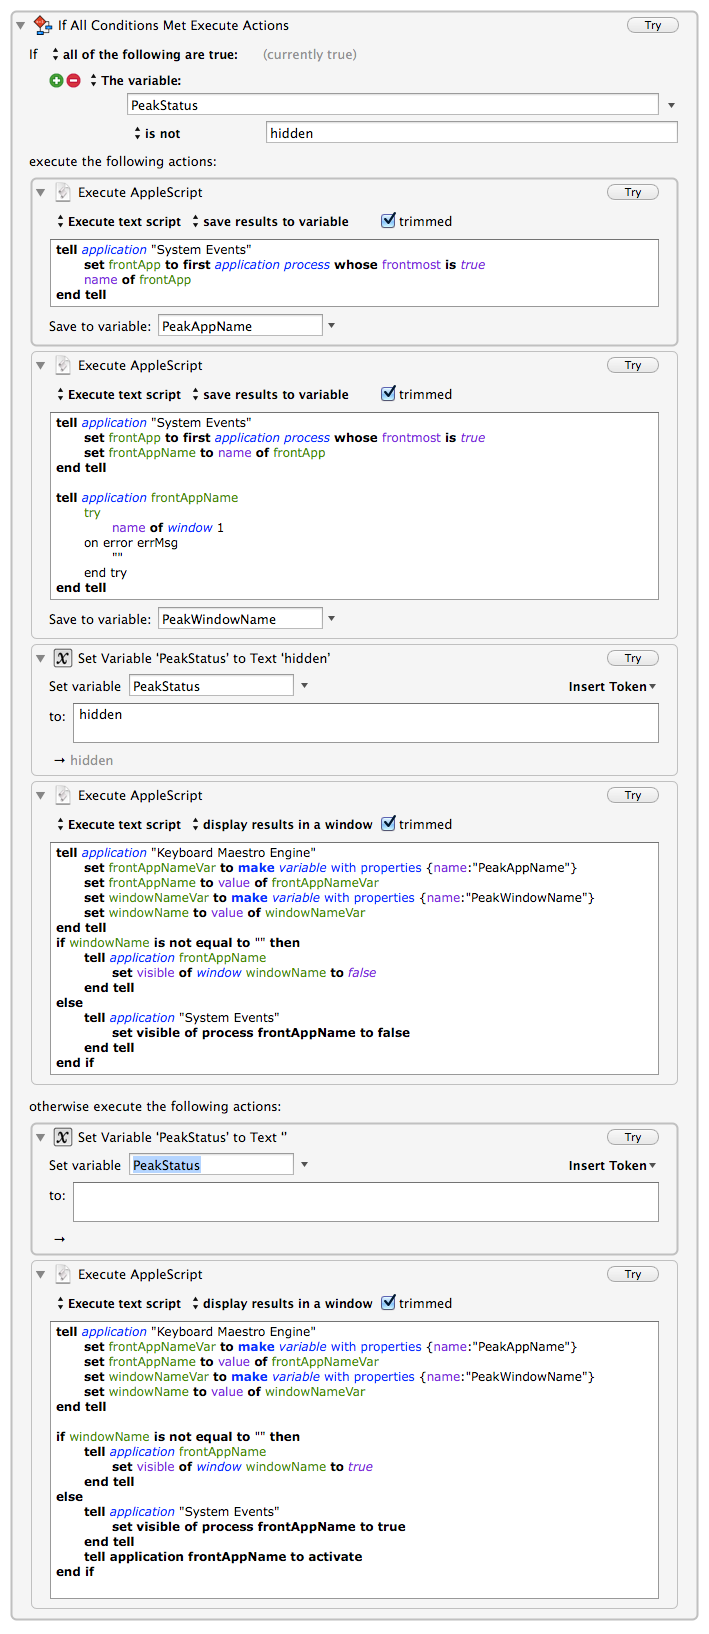 If All Conditions Met Execute Actions Try
If all of the following are true: (currently true)
The variable:
PeakStatus
is not hidden
execute the following actions:
Execute AppleScript Try
Execute text script save results to variable trimmed
tell application "System Events"
set frontApp to first application process whose frontmost is true
name of frontApp
end tell
Save to variable: PeakAppName
Execute AppleScript Try
Execute text script save results to variable trimmed
tell application "System Events"
set frontApp to first application process whose frontmost is true
set frontAppName to name of frontApp
end tell
tell application frontAppName
try
name of window 1
on error errMsg
""
end try
end tell
Save to variable: PeakWindowName
Set Variable 'PeakStatus' to Text 'hidden' Try
Set variable PeakStatus Insert Token
to: hidden
→ hidden
Execute AppleScript Try
Execute text script display results in a window trimmed
tell application "Keyboard Maestro Engine"
set frontAppNameVar to make variable with properties {name:"PeakAppName"}
set frontAppName to value of frontAppNameVar
set windowNameVar to make variable with properties {name:"PeakWindowName"}
set windowName to value of windowNameVar
end tell
if windowName is not equal to "" then
tell application frontAppName
set visible of window windowName to false
end tell
else
tell application "System Events"
set visible of process frontAppName to false
end tell
end if
otherwise execute the following actions:
Set Variable 'PeakStatus' to Text '' Try
Set variable PeakStatus Insert Token
to:
→
Execute AppleScript Try
Execute text script display results in a window trimmed
tell application "Keyboard Maestro Engine"
set frontAppNameVar to make variable with properties {name:"PeakAppName"}
set frontAppName to value of frontAppNameVar
set windowNameVar to make variable with properties {name:"PeakWindowName"}
set windowName to value of windowNameVar
end tell
if windowName is not equal to "" then
tell application frontAppName
set visible of window windowName to true
end tell
else
tell application "System Events"
set visible of process frontAppName to true
end tell
tell application frontAppName to activate
end if